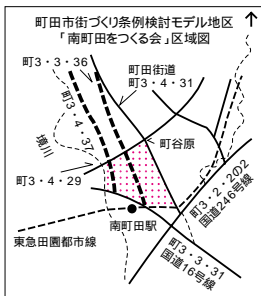 町田市街づくり条例検討モデル地区
「南町田をつくる会」区域図
町3・3・36
町田街道
町3・4・31
町3・4・37
境川
町谷原
町3・4・29
町3・2・2の2
国道246号線
南町田駅
東急田園都市線
町3・3・31
国道16号線